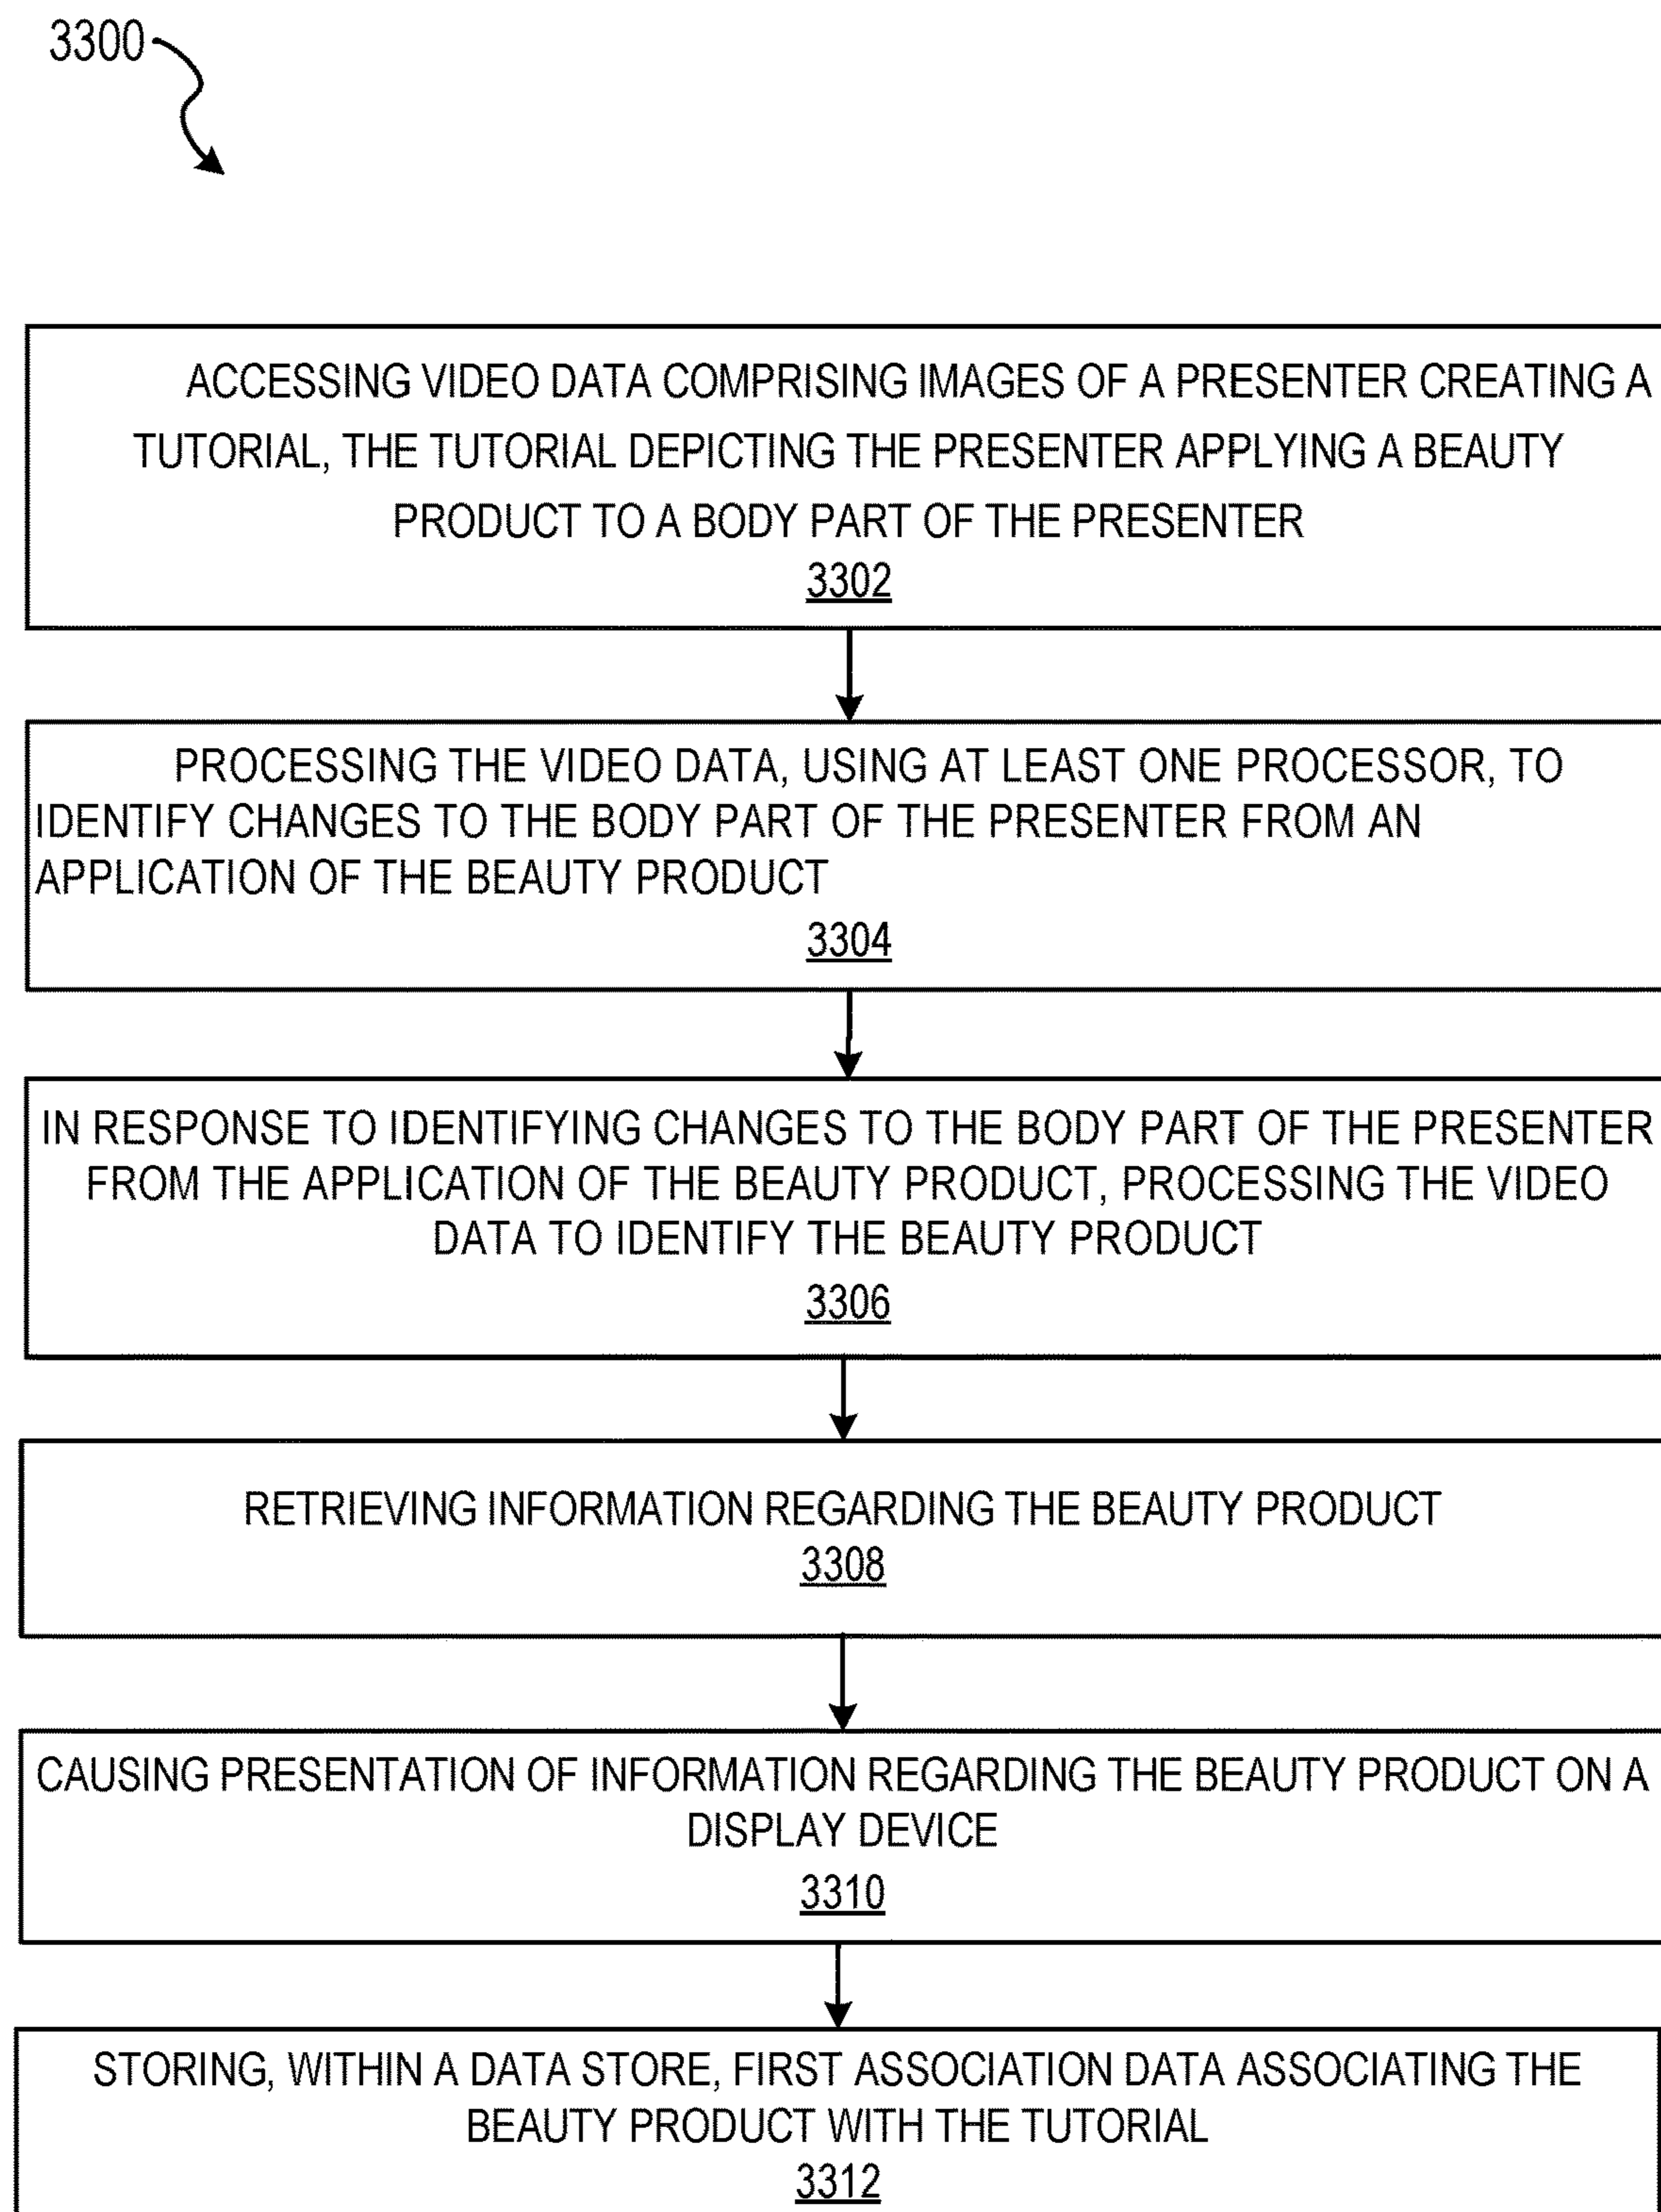 3300
ACCESSING VIDEO DATA COMPRISING IMAGES OF A PRESENTER CREATING A
TUTORIAL, THE TUTORIAL DEPICTING THE PRESENTER APPLYING A BEAUTY
PRODUCT TO A BODY PART OF THE PRESENTER
3302
PROCESSING THE VIDEO DATA, USING AT LEAST ONE PROCESSOR, TO
IDENTIFY CHANGES TO THE BODY PART OF THE PRESENTER FROM AN
APPLICATION OF THE BEAUTY PRODUCT
3304
IN RESPONSE TO IDENTIFYING CHANGES TO THE BODY PART OF THE PRESENTER
FROM THE APPLICATION OF THE BEAUTY PRODUCT, PROCESSING THE VIDEO
DATA TO IDENTIFY THE BEAUTY PRODUCT
3306
RETRIEVING INFORMATION REGARDING THE BEAUTY PRODUCT
3308
CAUSING PRESENTATION OF INFORMATION REGARDING THE BEAUTY PRODUCT ON A
DISPLAY DEVICE
3310
STORING, WITHIN A DATA STORE, FIRST ASSOCIATION DATA ASSOCIATING THE
BEAUTY PRODUCT WITH THE TUTORIAL
3312